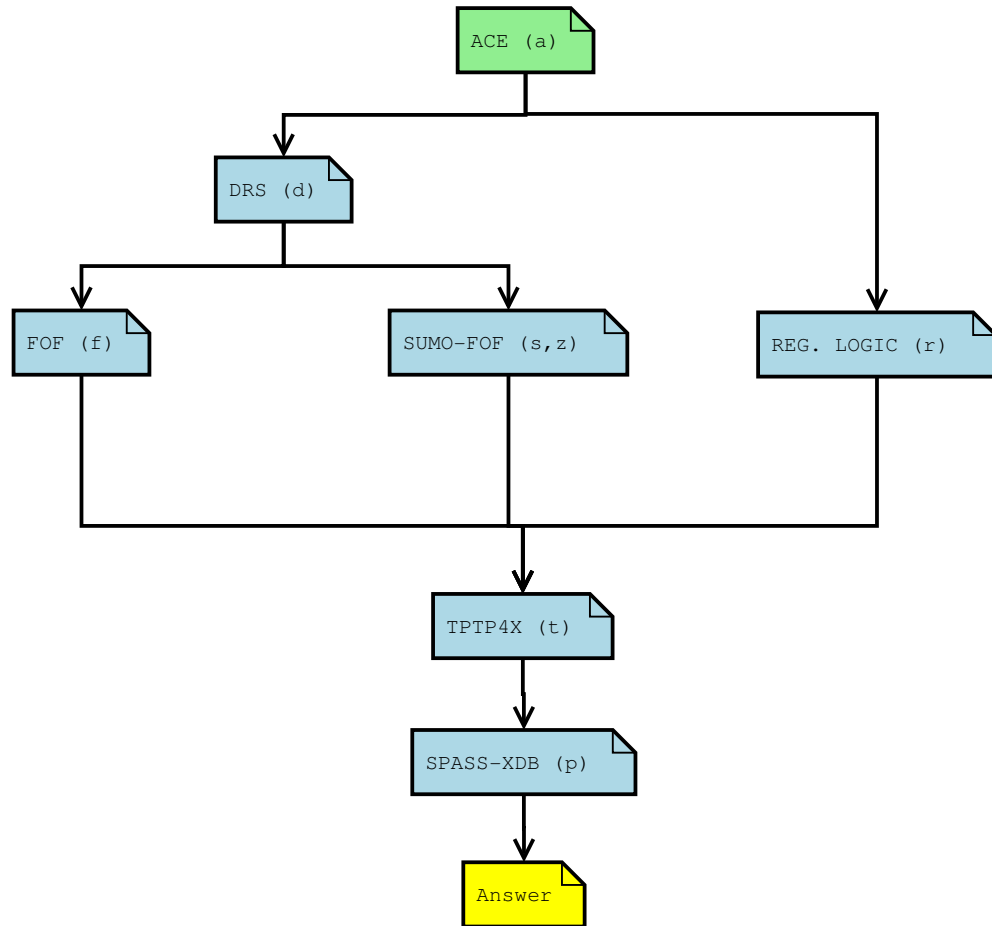 ACE (a)
DRS (d)
FOF (f)
SUMO-FOF (s,z)
REG. LOGIC (r)
TPTP4X (t)
SPASS-XDB (p)
Answer